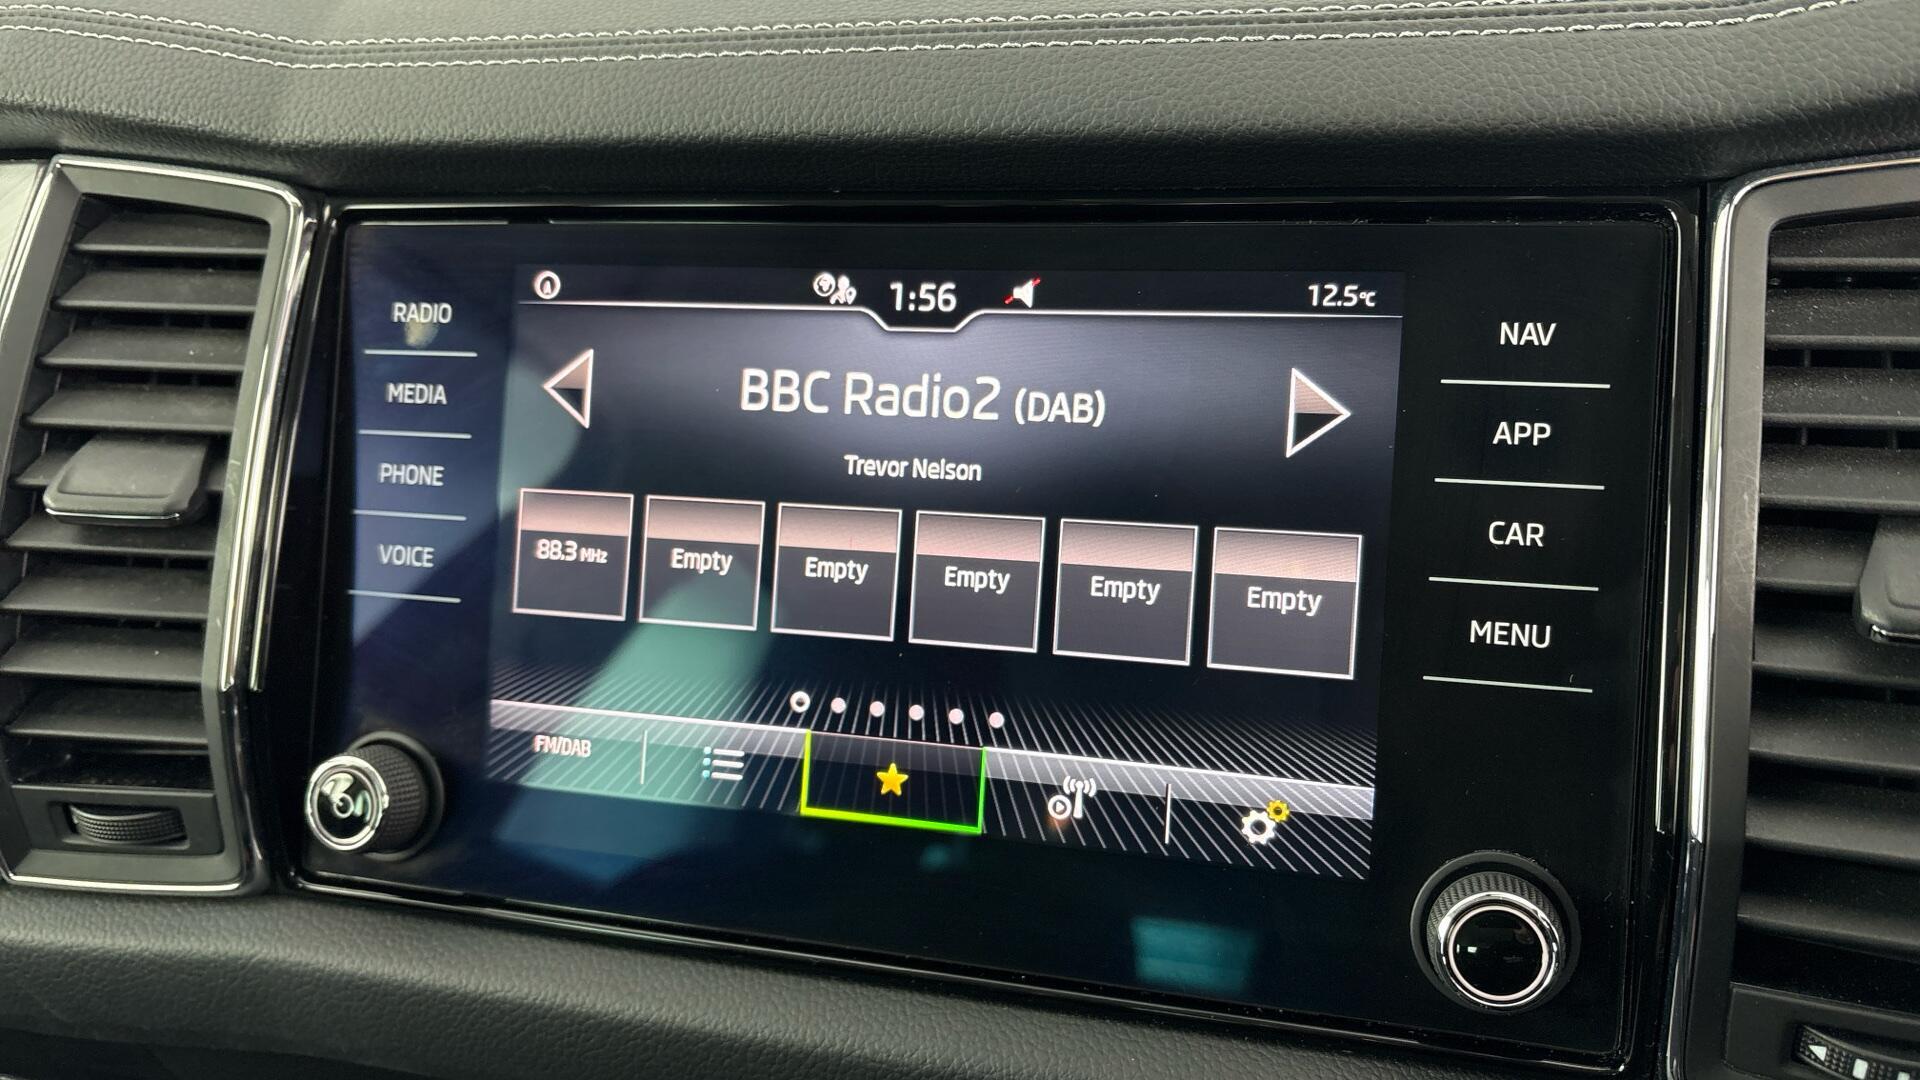 1:56
12.5°C
RADIO
MEDIA
PHONE
VOICE
BBC Radio2 (DAB)
Trevor Nelson
88.3 MHz
Empty
Empty
Empty
Empty
Empty
FM/DAB
NAV
APP
CAR
MENU